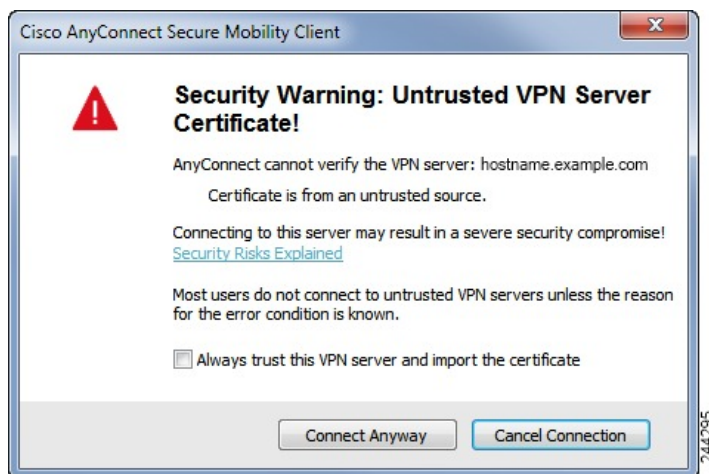 Cisco AnyConnect Secure Mobility Client
Security Warning: Untrusted VPN Server
Certificate!
AnyConnect cannot verify the VPN server: hostname.example.com
Certificate is from an untrusted source.
Connecting to this server may result in a severe security compromise!
Security Risks Explained
Most users do not connect to untrusted VPN servers unless the reason
for the error condition is known.
Always trust this VPN server and import the certificate
Connect Anyway
Cancel Connection
244295